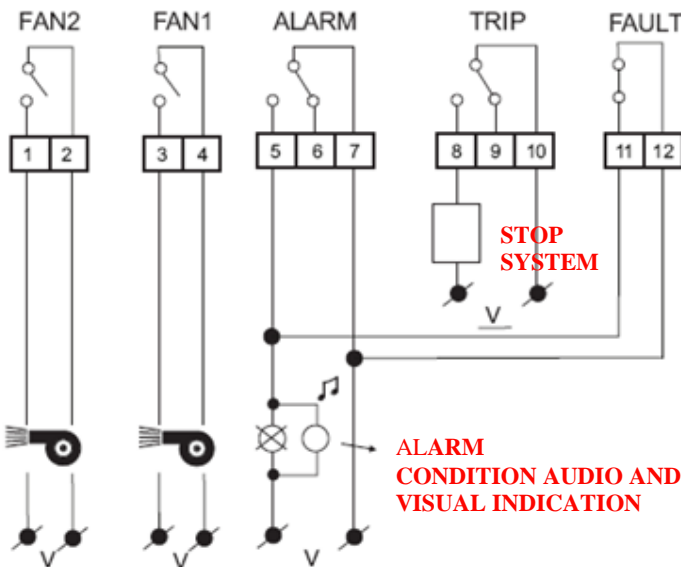 FAN2 FAN1 ALARM TRIP FAULT
1 2 3 4 5 6 7 8 9 10 11 12
STOP
SYSTEM
V
ALARM
CONDITION AUDIO AND
VISUAL INDICATION
V V V